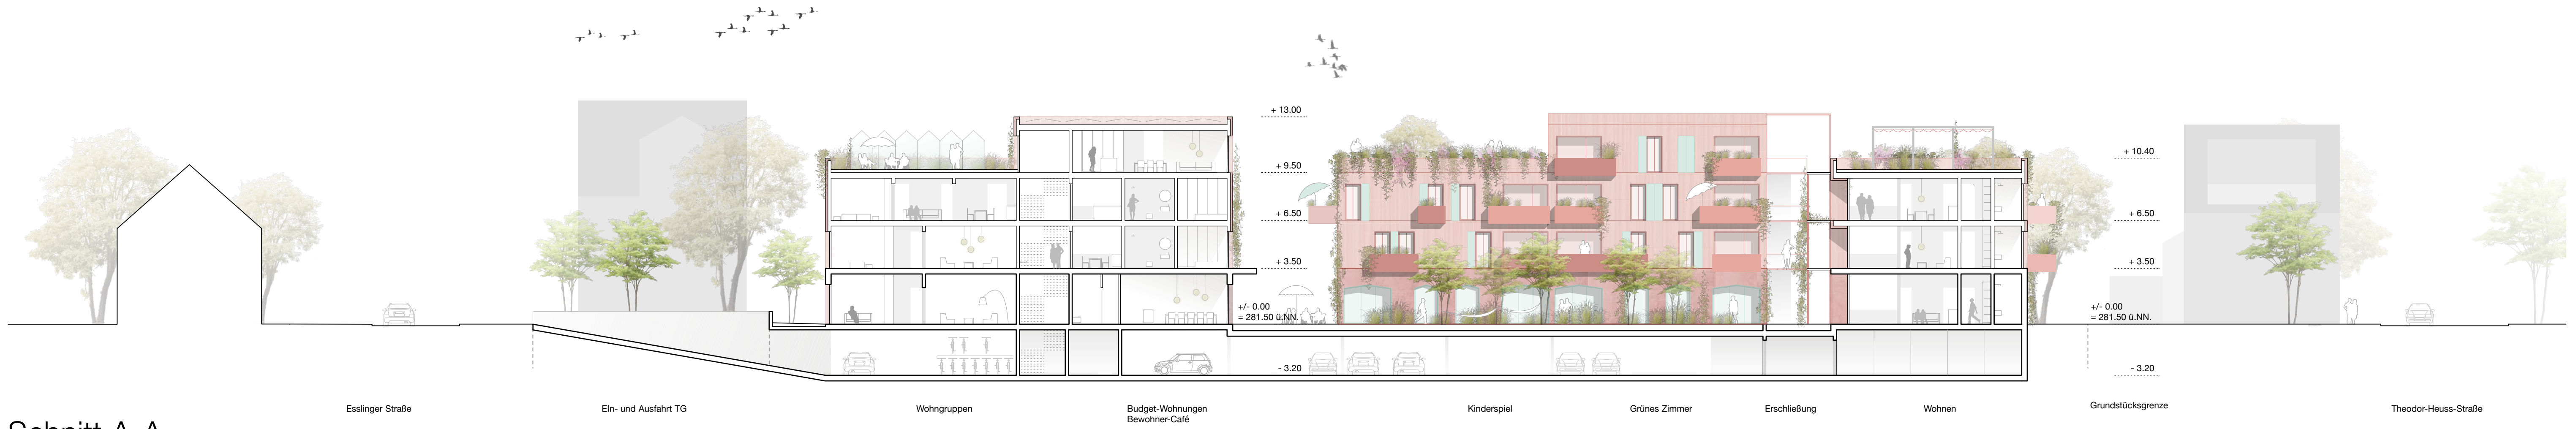 + 13.00
+ 9.50
+ 6.50
+ 3.50
+/- 0.00
= 281.50 ü.NN.
- 3.20
+ 10.40
+ 6.50
+ 3.50
+/- 0.00
= 281.50 ü.NN.
- 3.20
Esslinger Straße
EIn- und Ausfahrt TG
Wohngruppen
Budget-Wohnungen
Bewohner-Café
Kinderspiel
Grünes Zimmer
Erschließung
Wohnen
Grundstücksgrenze
Theodor-Heuss-Straße
Schnitt A-A